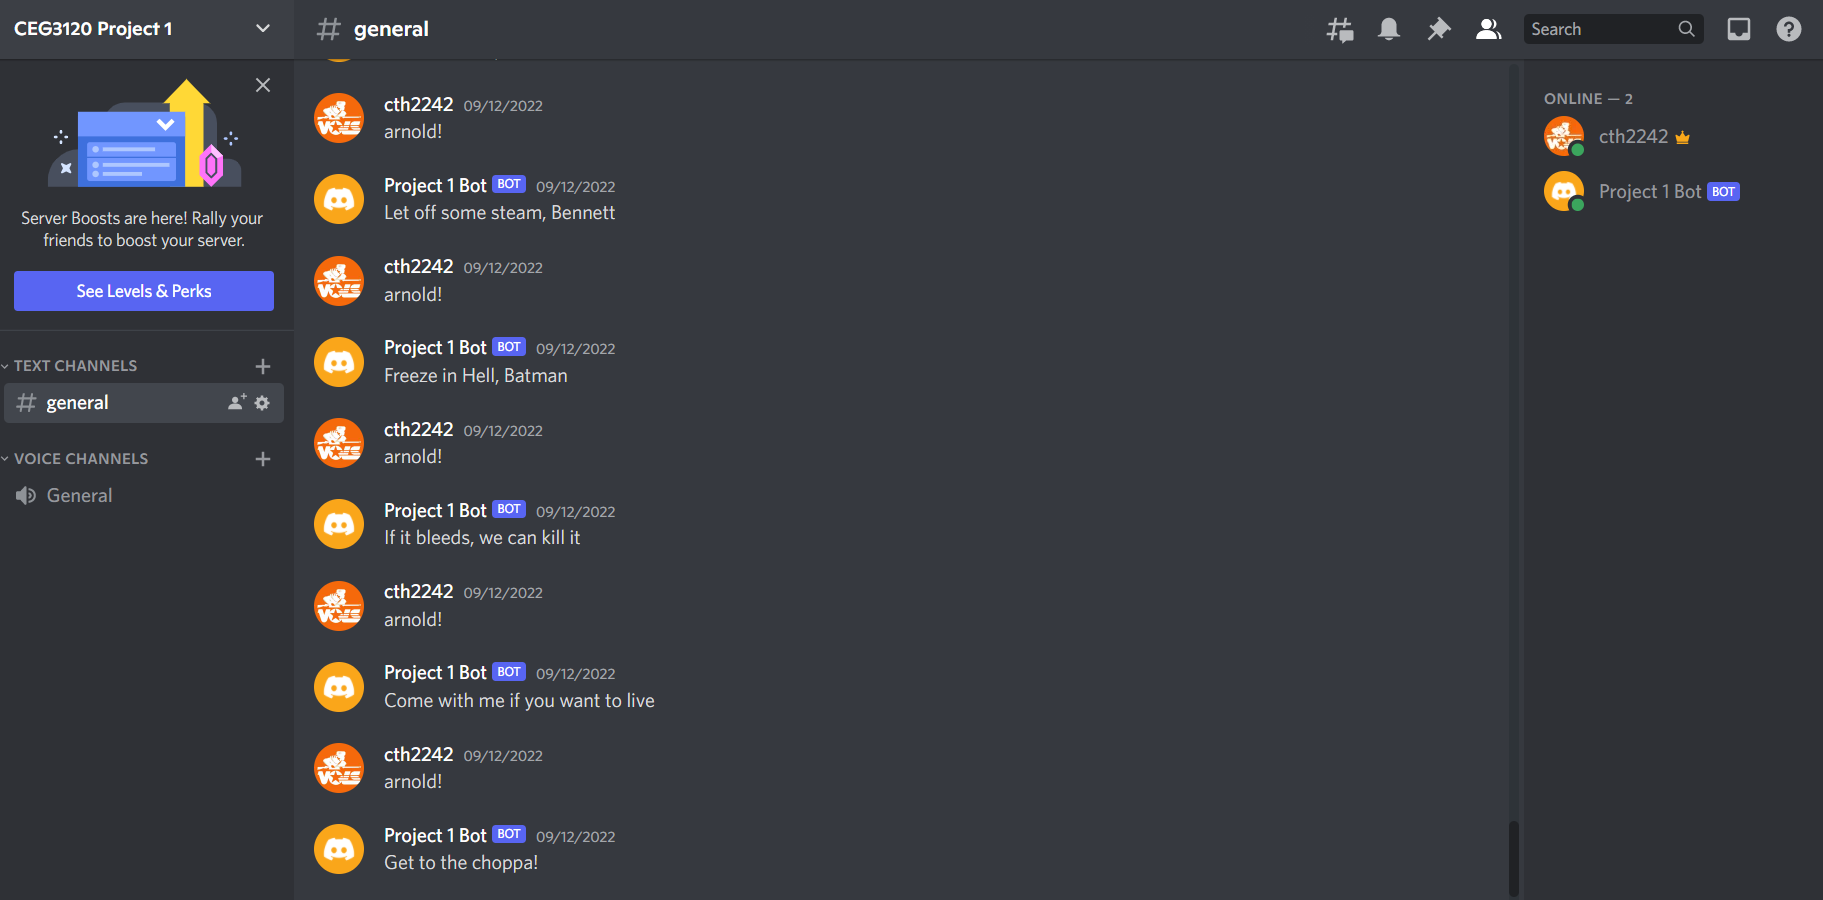 CEG3120 Project 1
Server Boosts are here! Rally your
friends to boost your server.
See Levels & Perks
TEXT CHANNELS
general
VOICE CHANNELS
General
# general
Search
cth2242 09/12/2022
arnold!
Project 1 Bot BOT 09/12/2022
Let off some steam, Bennett
cth2242 09/12/2022
arnold!
Project 1 Bot BOT 09/12/2022
Freeze in Hell, Batman
cth2242 09/12/2022
arnold!
Project 1 Bot BOT 09/12/2022
If it bleeds, we can kill it
cth2242 09/12/2022
arnold!
Project 1 Bot BOT 09/12/2022
Come with me if you want to live
cth2242 09/12/2022
arnold!
Project 1 Bot BOT 09/12/2022
Get to the choppa!
ONLINE — 2
cth2242
Project 1 Bot BOT